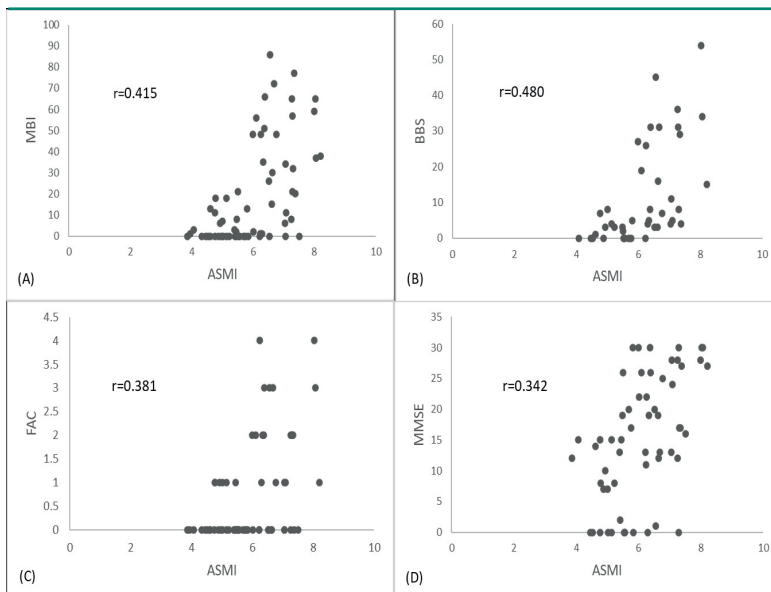 100
90
80
70
60
50
40
30
20
10
0
MBI
r=0.415
0 2 4 6 8 10
ASMI
(A)
60
50
40
30
20
10
0
BBS
r=0.480
0 2 4 6 8 10
ASMI
(B)
4.5
4
3.5
3
2.5
2
1.5
1
0.5
0
FAC
r=0.381
0 2 4 6 8 10
ASMI
(C)
35
30
25
20
15
10
5
0
MMSE
r=0.342
0 2 4 6 8 10
ASMI
(D)